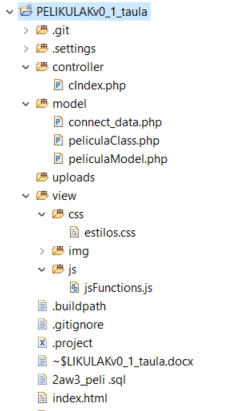 PELIKULAKv0_1_taula
.git
.settings
controller
cIndex.php
model
connect_data.php
peliculaClass.php
peliculaModel.php
uploads
view
css
estilos.css
img
js
jsFunctions.js
.buildpath
.gitignore
.project
~$LIKULAKv0_1_taula.docx
2aw3_peli .sql
index.html